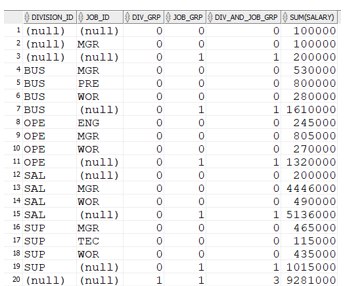 DIVISION_ID JOB_ID DIV_GRP JOB_GRP DIV_AND_JOB_GRP SUM(SALARY)
1 (null) (null) 0 0 0 100000
2 (null) MGR 0 0 0 100000
3 (null) (null) 0 1 1 200000
4 BUS MGR 0 0 0 530000
5 BUS PRE 0 0 0 800000
6 BUS WOR 0 0 0 280000
7 BUS (null) 0 1 1 1610000
8 OPE ENG 0 0 0 245000
9 OPE MGR 0 0 0 805000
10 OPE WOR 0 0 0 270000
11 OPE (null) 0 1 1 1320000
12 SAL (null) 0 0 0 200000
13 SAL MGR 0 0 0 4446000
14 SAL WOR 0 0 0 490000
15 SAL (null) 0 1 1 5136000
16 SUP MGR 0 0 0 465000
17 SUP TEC 0 0 0 115000
18 SUP WOR 0 0 0 435000
19 SUP (null) 0 1 1 1015000
20 (null) (null) 1 1 3 9281000